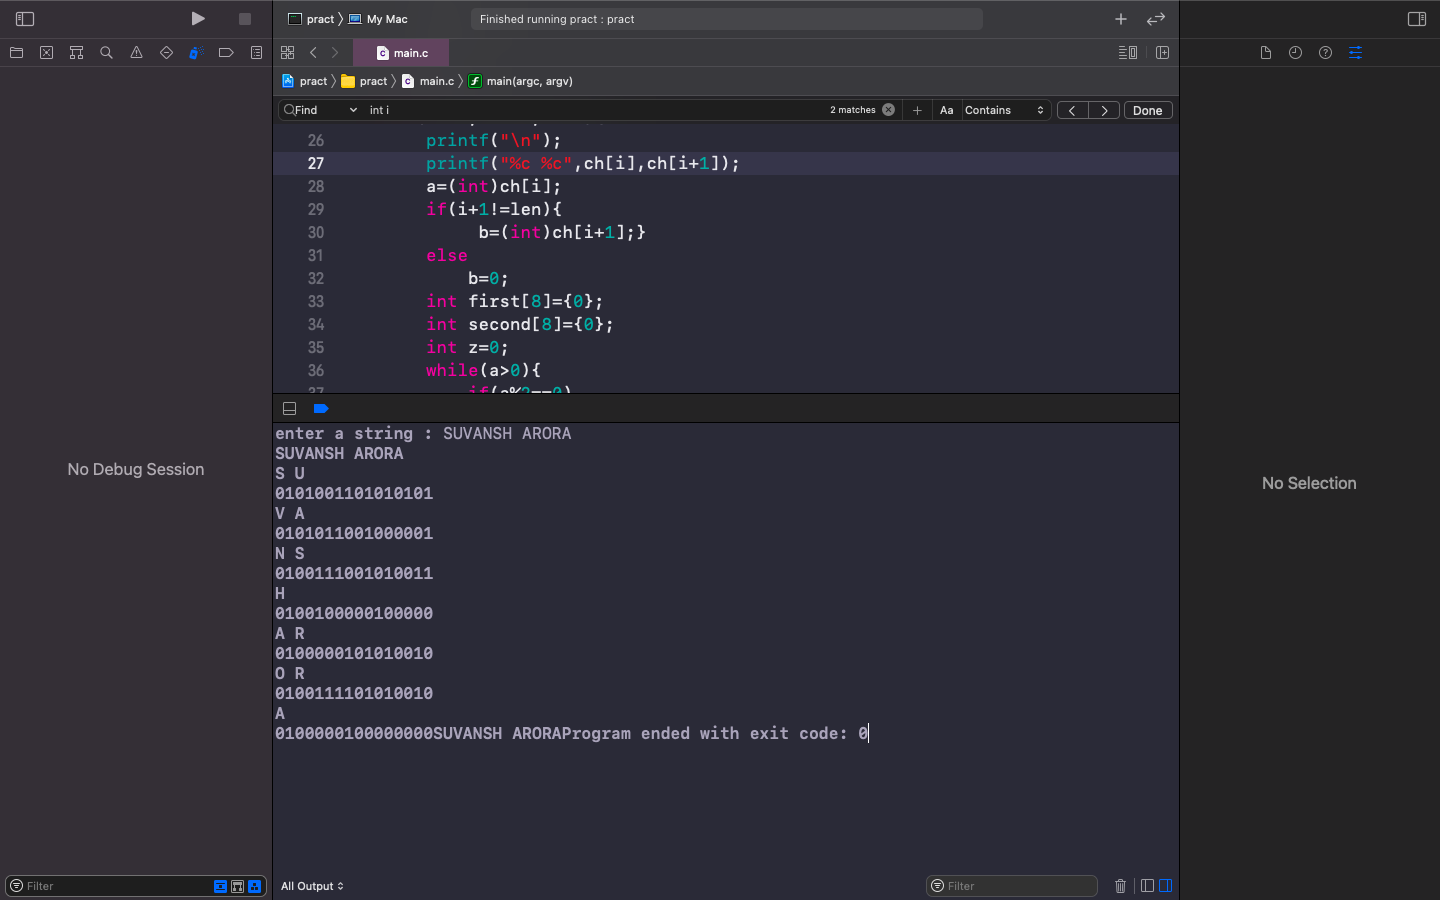 pract My Mac
Finished running pract : pract
main.c
pract pract main.c main(argc, argv)
Find int i 2 matches Aa Contains Done
26 printf("\n");
27 printf("%c %c",ch[i],ch[i+1]);
28 a=(int)ch[i];
29 if(i+1!=len){
30 b=(int)ch[i+1];}
31 else
32 b=0;
33 int first[8]={0};
34 int second[8]={0};
35 int z=0;
36 while(a>0){
37 if(a%2==0)
enter a string : SUVANSH ARORA
SUVANSH ARORA
S U
0101001101010101
V A
0101011001000001
N S
0100111001010011
H
0100100000100000
A R
0100000101010010
O R
0100111101010010
A
0100000100000000SUVANSH ARORAProgram ended with exit code: 0
No Debug Session
No Selection
Filter
All Output
Filter